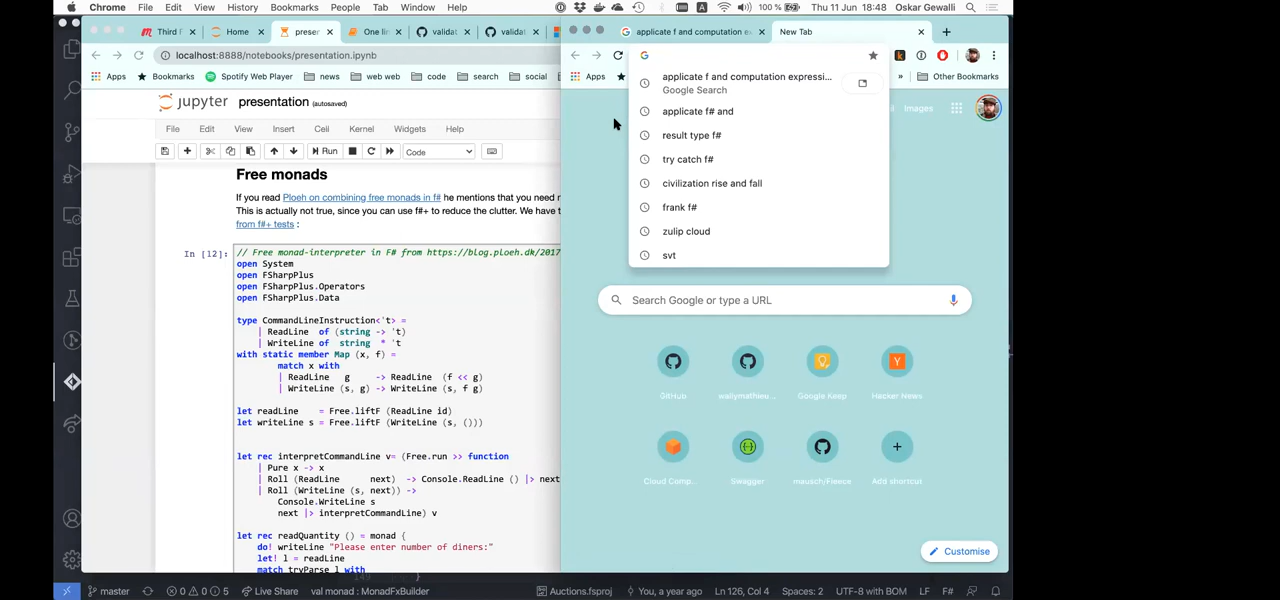 Chrome File Edit View History Bookmarks People Tab Window Help 100 % Thu 11 Jun 18:48 Oskar Gewalli
Third F Home preser One lin validat validat
localhost:8888/notebooks/presentation.ipynb
Apps Bookmarks Spotify Web Player news web web code search social
jupyter presentation (autosaved)
File Edit View Insert Cell Kernel Widgets Help
Run Code
Free monads
If you read Ploeh on combining free monads in f# he mentions that you need n
This is actually not true, since you can use f#+ to reduce the clutter. We have t
from f#+ tests :
In [12]:
// Free monad-interpreter in F# from https://blog.ploeh.dk/2017
open System
open FSharpPlus
open FSharpPlus.Operators
open FSharpPlus.Data
type CommandLineInstruction<'t> =
| ReadLine of (string -> 't)
| WriteLine of string * 't
with static member Map (x, f) =
match x with
| ReadLine g -> ReadLine (f << g)
| WriteLine (s, g) -> WriteLine (s, f g)
let readLine = Free.liftF (ReadLine id)
let writeLine s = Free.liftF (WriteLine (s, ()))
let rec interpretCommandLine v= (Free.run >> function
| Pure x -> x
| Roll (ReadLine next) -> Console.ReadLine () |> next
| Roll (WriteLine (s, next)) ->
Console.WriteLine s
next |> interpretCommandLine) v
let rec readQuantity () = monad {
do! writeLine "Please enter number of diners:"
let! l = readLine
match tryParse l with
applicate f and computation ex New Tab
Apps » Other Bookmarks
applicate f and computation expressi...
Google Search
applicate f# and
result type f#
try catch f#
civilization rise and fall
frank f#
zulip cloud
svt
Images
Search Google or type a URL
GitHub wallymathieu... Google Keep Hacker News
Cloud Comp... Swagger mausch/Fleece Add shortcut
Customise
master 0 0 5 Live Share val monad : MonadFxBuilder Auctions.fsproj You, a year ago Ln 126, Col 4 Spaces: 2 UTF-8 with BOM LF F#